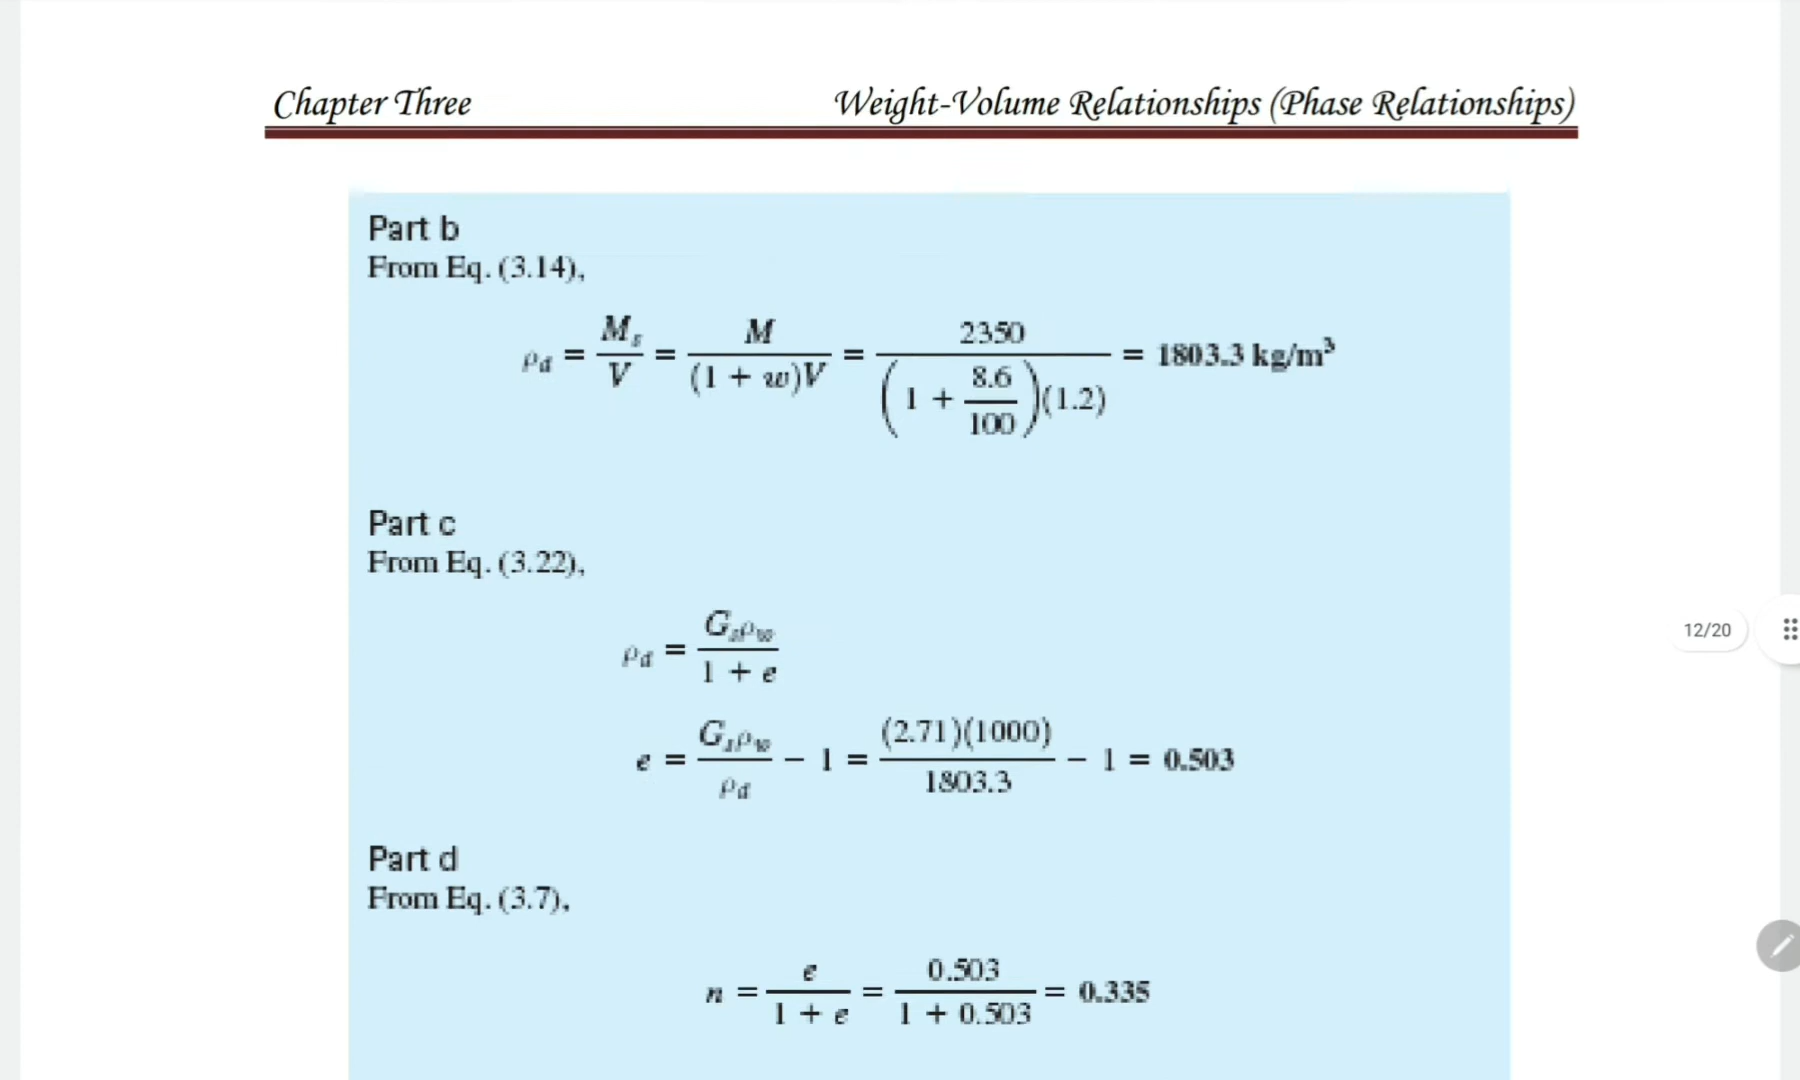 Chapter Three Weight-Volume Relationships (Phase Relationships)
Part b
From Eq. (3.14),
ρd = Ms/V = M/((1 + w)V) = 2350/((1 + 8.6/100)(1.2)) = 1803.3 kg/m³
Part c
From Eq. (3.22),
ρd = Gsρw/(1 + e)
e = Gsρw/ρd − 1 = (2.71)(1000)/1803.3 − 1 = 0.503
12/20
Part d
From Eq. (3.7),
n = e/(1 + e) = 0.503/(1 + 0.503) = 0.335